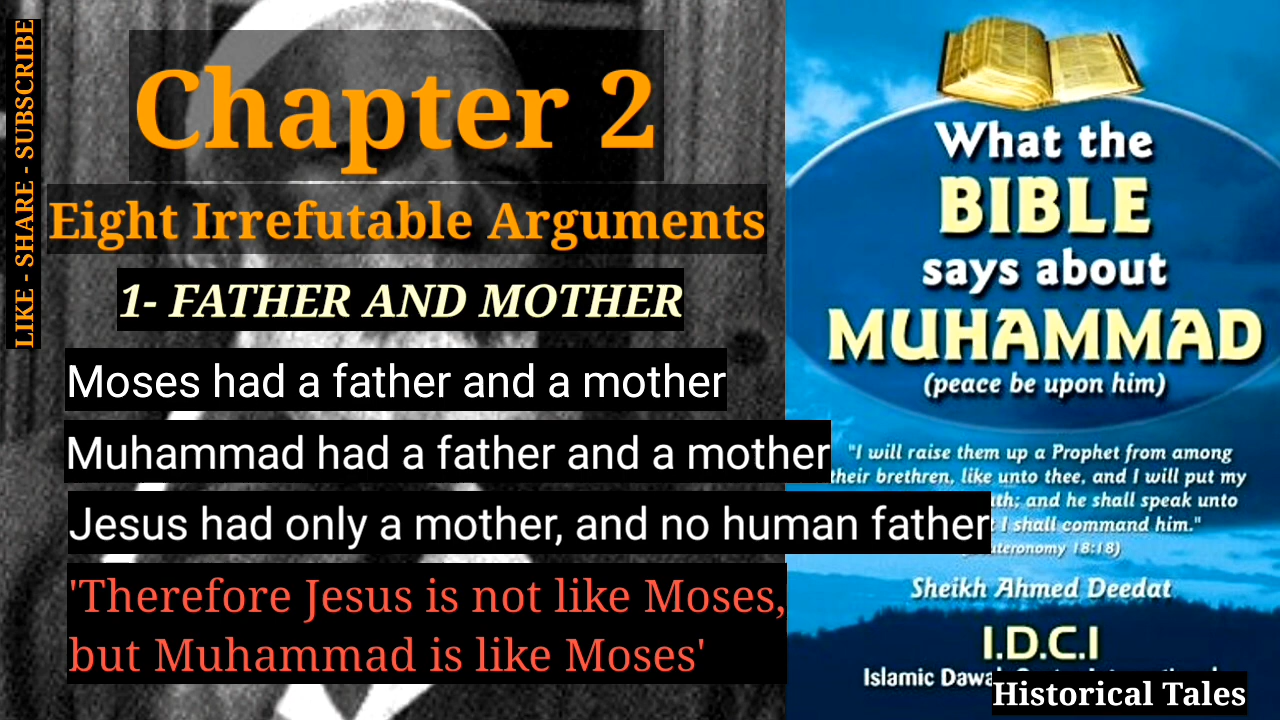 LIKE - SHARE - SUBSCRIBE
Chapter 2
Eight Irrefutable Arguments
1- FATHER AND MOTHER
Moses had a father and a mother
Muhammad had a father and a mother
Jesus had only a mother, and no human father
'Therefore Jesus is not like Moses,
but Muhammad is like Moses'
What the
BIBLE
says about
MUHAMMAD
(peace be upon him)
"I will raise them up a Prophet from among
their brethren, like unto thee, and I will put my
and he shall speak unto
I shall command him."
18:18)
Sheikh Ahmed Deedat
I.D.C.I
Islamic
Historical Tales